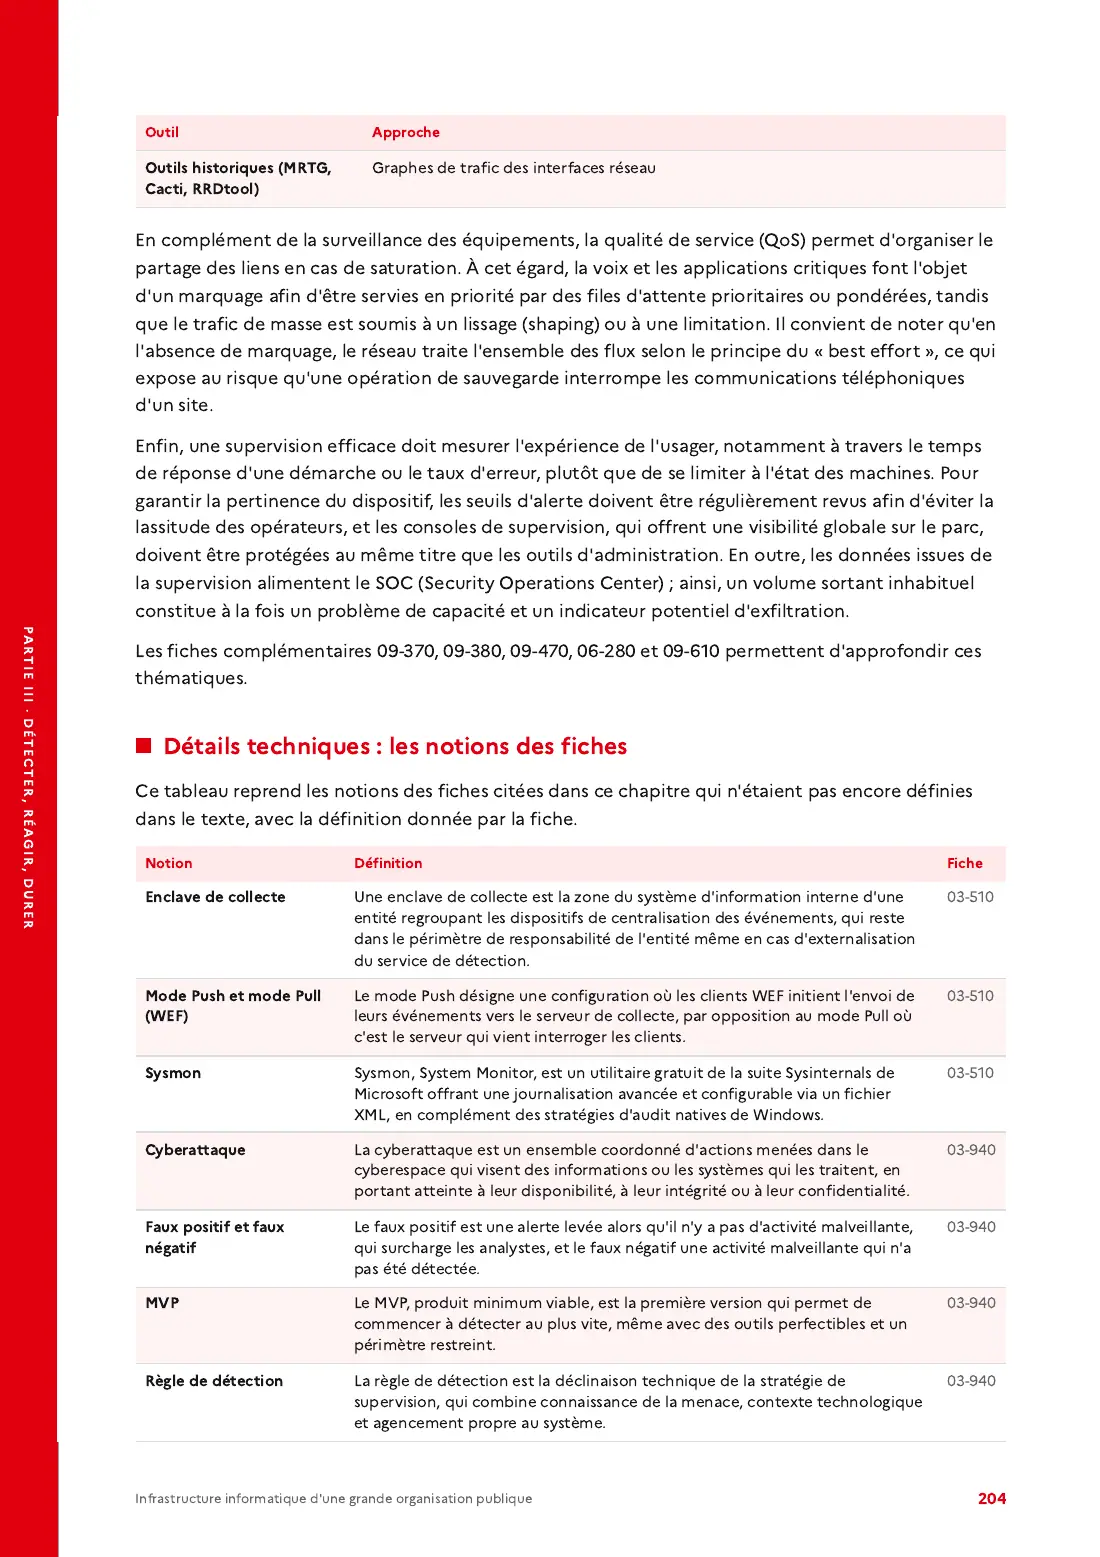 Outil Approche
Outils historiques (MRTG, Graphes de trafic des interfaces réseau
Cacti, RRDtool)
En complément de la surveillance des équipements, la qualité de service (QoS) permet d'organiser le
partage des liens en cas de saturation. À cet égard, la voix et les applications critiques font l'objet
d'un marquage afin d'être servies en priorité par des files d'attente prioritaires ou pondérées, tandis
que le trafic de masse est soumis à un lissage (shaping) ou à une limitation. Il convient de noter qu'en
l'absence de marquage, le réseau traite l'ensemble des flux selon le principe du « best effort », ce qui
expose au risque qu'une opération de sauvegarde interrompe les communications téléphoniques
d'un site.
Enfin, une supervision efficace doit mesurer l'expérience de l'usager, notamment à travers le temps
de réponse d'une démarche ou le taux d'erreur, plutôt que de se limiter à l'état des machines. Pour
garantir la pertinence du dispositif, les seuils d'alerte doivent être régulièrement revus afin d'éviter la
lassitude des opérateurs, et les consoles de supervision, qui offrent une visibilité globale sur le parc,
doivent être protégées au même titre que les outils d'administration. En outre, les données issues de
la supervision alimentent le SOC (Security Operations Center) ; ainsi, un volume sortant inhabituel
constitue à la fois un problème de capacité et un indicateur potentiel d'exfiltration.
Les fiches complémentaires 09-370, 09-380, 09-470, 06-280 et 09-610 permettent d'approfondir ces
thématiques.
PARTIE III · DÉTECTER, RÉAGIR, DURER
Détails techniques : les notions des fiches
Ce tableau reprend les notions des fiches citées dans ce chapitre qui n'étaient pas encore définies
dans le texte, avec la définition donnée par la fiche.
Notion Définition Fiche
Enclave de collecte Une enclave de collecte est la zone du système d'information interne d'une 03-510
entité regroupant les dispositifs de centralisation des événements, qui reste
dans le périmètre de responsabilité de l'entité même en cas d'externalisation
du service de détection.
Mode Push et mode Pull Le mode Push désigne une configuration où les clients WEF initient l'envoi de 03-510
(WEF) leurs événements vers le serveur de collecte, par opposition au mode Pull où
c'est le serveur qui vient interroger les clients.
Sysmon Sysmon, System Monitor, est un utilitaire gratuit de la suite Sysinternals de 03-510
Microsoft offrant une journalisation avancée et configurable via un fichier
XML, en complément des stratégies d'audit natives de Windows.
Cyberattaque La cyberattaque est un ensemble coordonné d'actions menées dans le 03-940
cyberespace qui visent des informations ou les systèmes qui les traitent, en
portant atteinte à leur disponibilité, à leur intégrité ou à leur confidentialité.
Faux positif et faux Le faux positif est une alerte levée alors qu'il n'y a pas d'activité malveillante, 03-940
négatif qui surcharge les analystes, et le faux négatif une activité malveillante qui n'a
pas été détectée.
MVP Le MVP, produit minimum viable, est la première version qui permet de 03-940
commencer à détecter au plus vite, même avec des outils perfectibles et un
périmètre restreint.
Règle de détection La règle de détection est la déclinaison technique de la stratégie de 03-940
supervision, qui combine connaissance de la menace, contexte technologique
et agencement propre au système.
Infrastructure informatique d'une grande organisation publique 204